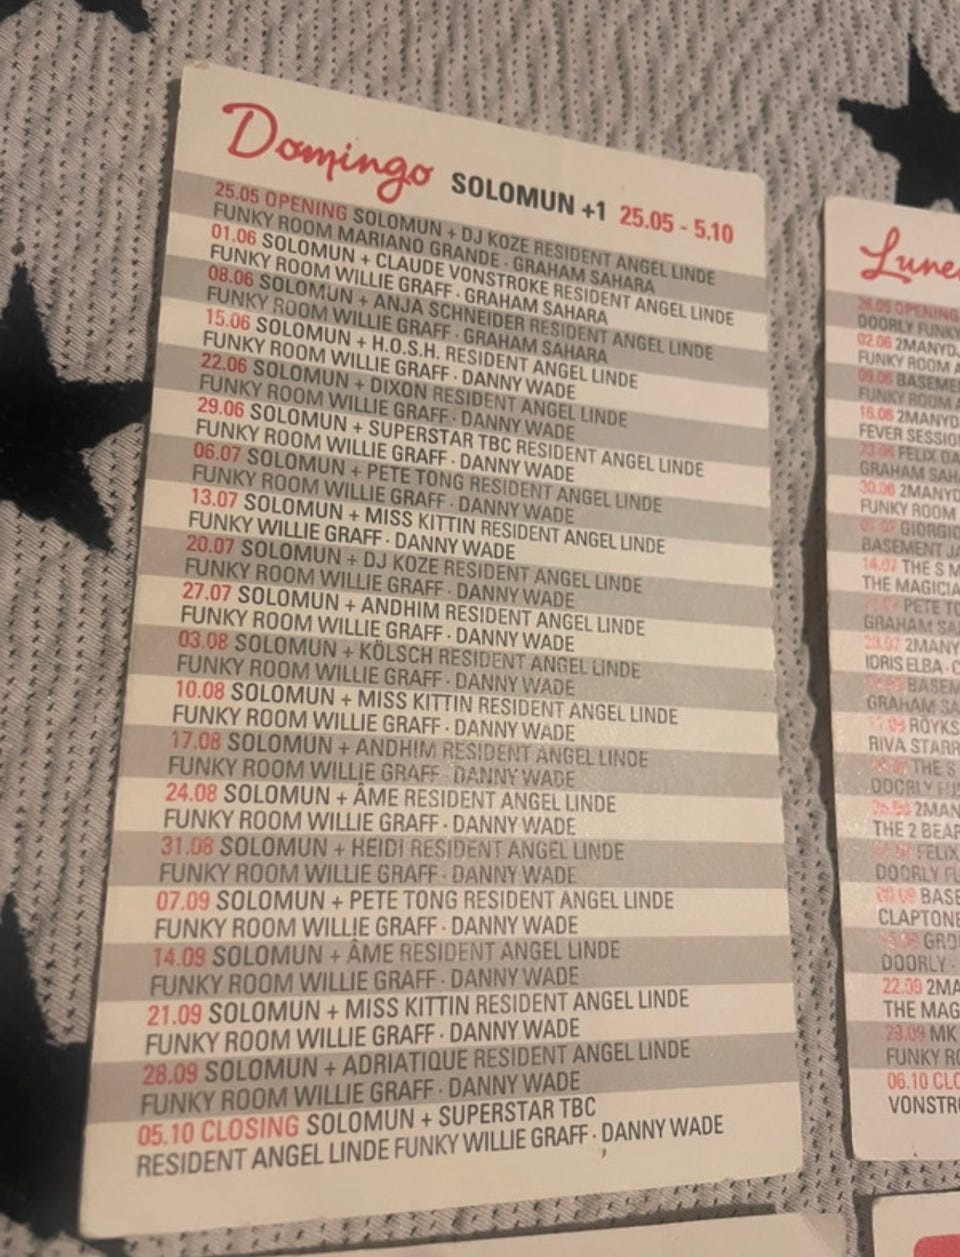 Domingo SOLOMUN +1 25.05 - 5.10
25.05 OPENING SOLOMUN + DJ KOZE RESIDENT ANGEL LINDE
FUNKY ROOM MARIANO GRANDE · GRAHAM SAHARA
01.06 SOLOMUN + CLAUDE VONSTROKE RESIDENT ANGEL LINDE
FUNKY ROOM WILLIE GRAFF · GRAHAM SAHARA
08.06 SOLOMUN + ANJA SCHNEIDER RESIDENT ANGEL LINDE
FUNKY ROOM WILLIE GRAFF · GRAHAM SAHARA
15.06 SOLOMUN + H.O.S.H. RESIDENT ANGEL LINDE
FUNKY ROOM WILLIE GRAFF · DANNY WADE
22.06 SOLOMUN + DIXON RESIDENT ANGEL LINDE
FUNKY ROOM WILLIE GRAFF · DANNY WADE
29.06 SOLOMUN + SUPERSTAR TBC RESIDENT ANGEL LINDE
FUNKY ROOM WILLIE GRAFF · DANNY WADE
06.07 SOLOMUN + PETE TONG RESIDENT ANGEL LINDE
FUNKY ROOM WILLIE GRAFF · DANNY WADE
13.07 SOLOMUN + MISS KITTIN RESIDENT ANGEL LINDE
FUNKY WILLIE GRAFF · DANNY WADE
20.07 SOLOMUN + DJ KOZE RESIDENT ANGEL LINDE
FUNKY ROOM WILLIE GRAFF · DANNY WADE
27.07 SOLOMUN + ANDHIM RESIDENT ANGEL LINDE
FUNKY ROOM WILLIE GRAFF · DANNY WADE
03.08 SOLOMUN + KÖLSCH RESIDENT ANGEL LINDE
FUNKY ROOM WILLIE GRAFF · DANNY WADE
10.08 SOLOMUN + MISS KITTIN RESIDENT ANGEL LINDE
FUNKY ROOM WILLIE GRAFF · DANNY WADE
17.08 SOLOMUN + ANDHIM RESIDENT ANGEL LINDE
FUNKY ROOM WILLIE GRAFF · DANNY WADE
24.08 SOLOMUN + ÂME RESIDENT ANGEL LINDE
FUNKY ROOM WILLIE GRAFF · DANNY WADE
31.08 SOLOMUN + HEIDI RESIDENT ANGEL LINDE
FUNKY ROOM WILLIE GRAFF · DANNY WADE
07.09 SOLOMUN + PETE TONG RESIDENT ANGEL LINDE
FUNKY ROOM WILLIE GRAFF · DANNY WADE
14.09 SOLOMUN + ÂME RESIDENT ANGEL LINDE
FUNKY ROOM WILLIE GRAFF · DANNY WADE
21.09 SOLOMUN + MISS KITTIN RESIDENT ANGEL LINDE
FUNKY ROOM WILLIE GRAFF · DANNY WADE
28.09 SOLOMUN + ADRIATIQUE RESIDENT ANGEL LINDE
FUNKY ROOM WILLIE GRAFF · DANNY WADE
05.10 CLOSING SOLOMUN + SUPERSTAR TBC
RESIDENT ANGEL LINDE FUNKY WILLIE GRAFF · DANNY WADE
Lune
OPENING
DOORLY FUNKY
02.06 2MANYD
FUNKY ROOM
BASEME
FUNKY ROOM
16.06 2MANYD
FEVER SESSIO
FELIX DA
GRAHAM SAH
30.06 2MANYD
FUNKY ROOM
GIORGIO
BASEMENT JA
14.07 THE S M
THE MAGICIA
PETE TO
GRAHAM SA
2MANY
IDRIS ELBA · C
BASEM
GRAHAM SA
RÖYKS
RIVA STARR
THE S
DOORLY FU
2MAN
THE 2 BEAR
FELIX
DOORLY FU
BASE
CLAPTONE
GRO
DOORLY ·
22.09 2MA
THE MAG
MK
FUNKY RO
06.10 CLO
VONSTRO